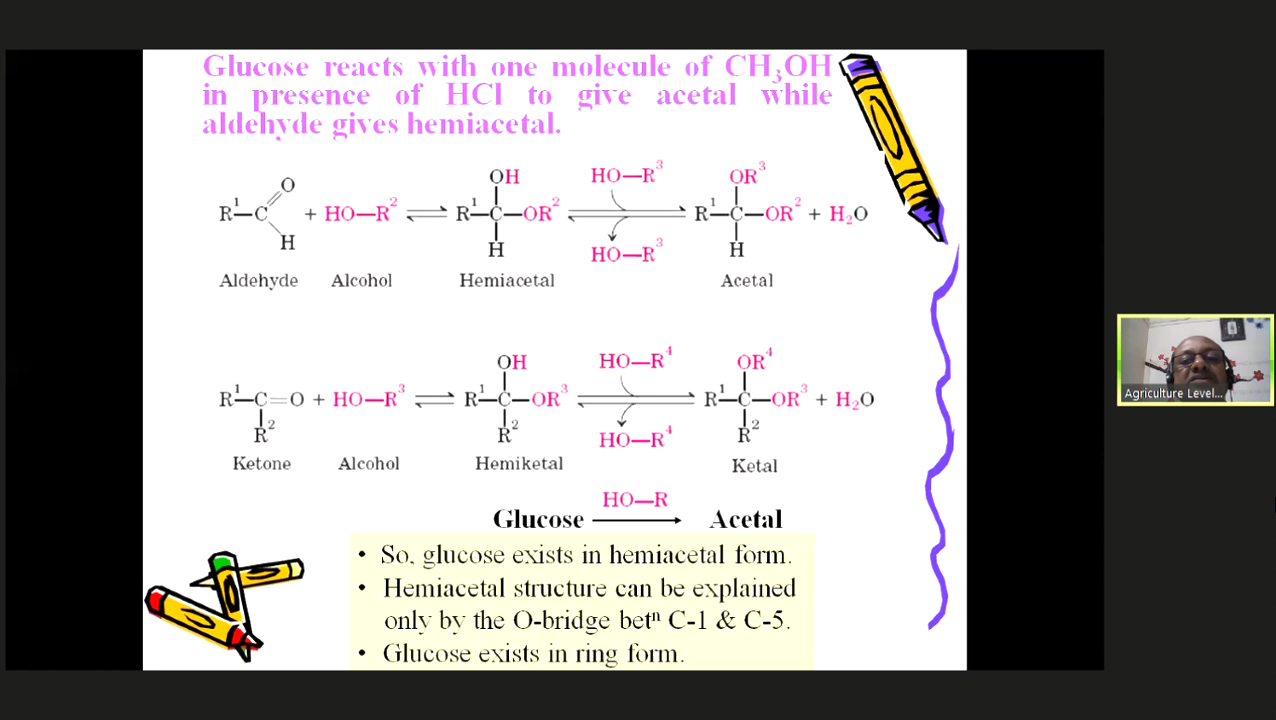 Glucose reacts with one molecule of CH₃OH
in presence of HCl to give acetal while
aldehyde gives hemiacetal.
O
OH
HO—R³
OR³
R¹—C + HO—R² ⇌ R¹—C—OR² ⇌ R¹—C—OR² + H₂O
H
H
HO—R³
H
Aldehyde Alcohol Hemiacetal Acetal
OH
HO—R⁴
OR⁴
R¹—C=O + HO—R³ ⇌ R¹—C—OR³ ⇌ R¹—C—OR³ + H₂O
R²
R²
HO—R⁴
R²
Ketone Alcohol Hemiketal Ketal
HO—R
Glucose → Acetal
• So, glucose exists in hemiacetal form.
• Hemiacetal structure can be explained
only by the O-bridge betⁿ C-1 & C-5.
• Glucose exists in ring form.
Agriculture Level...